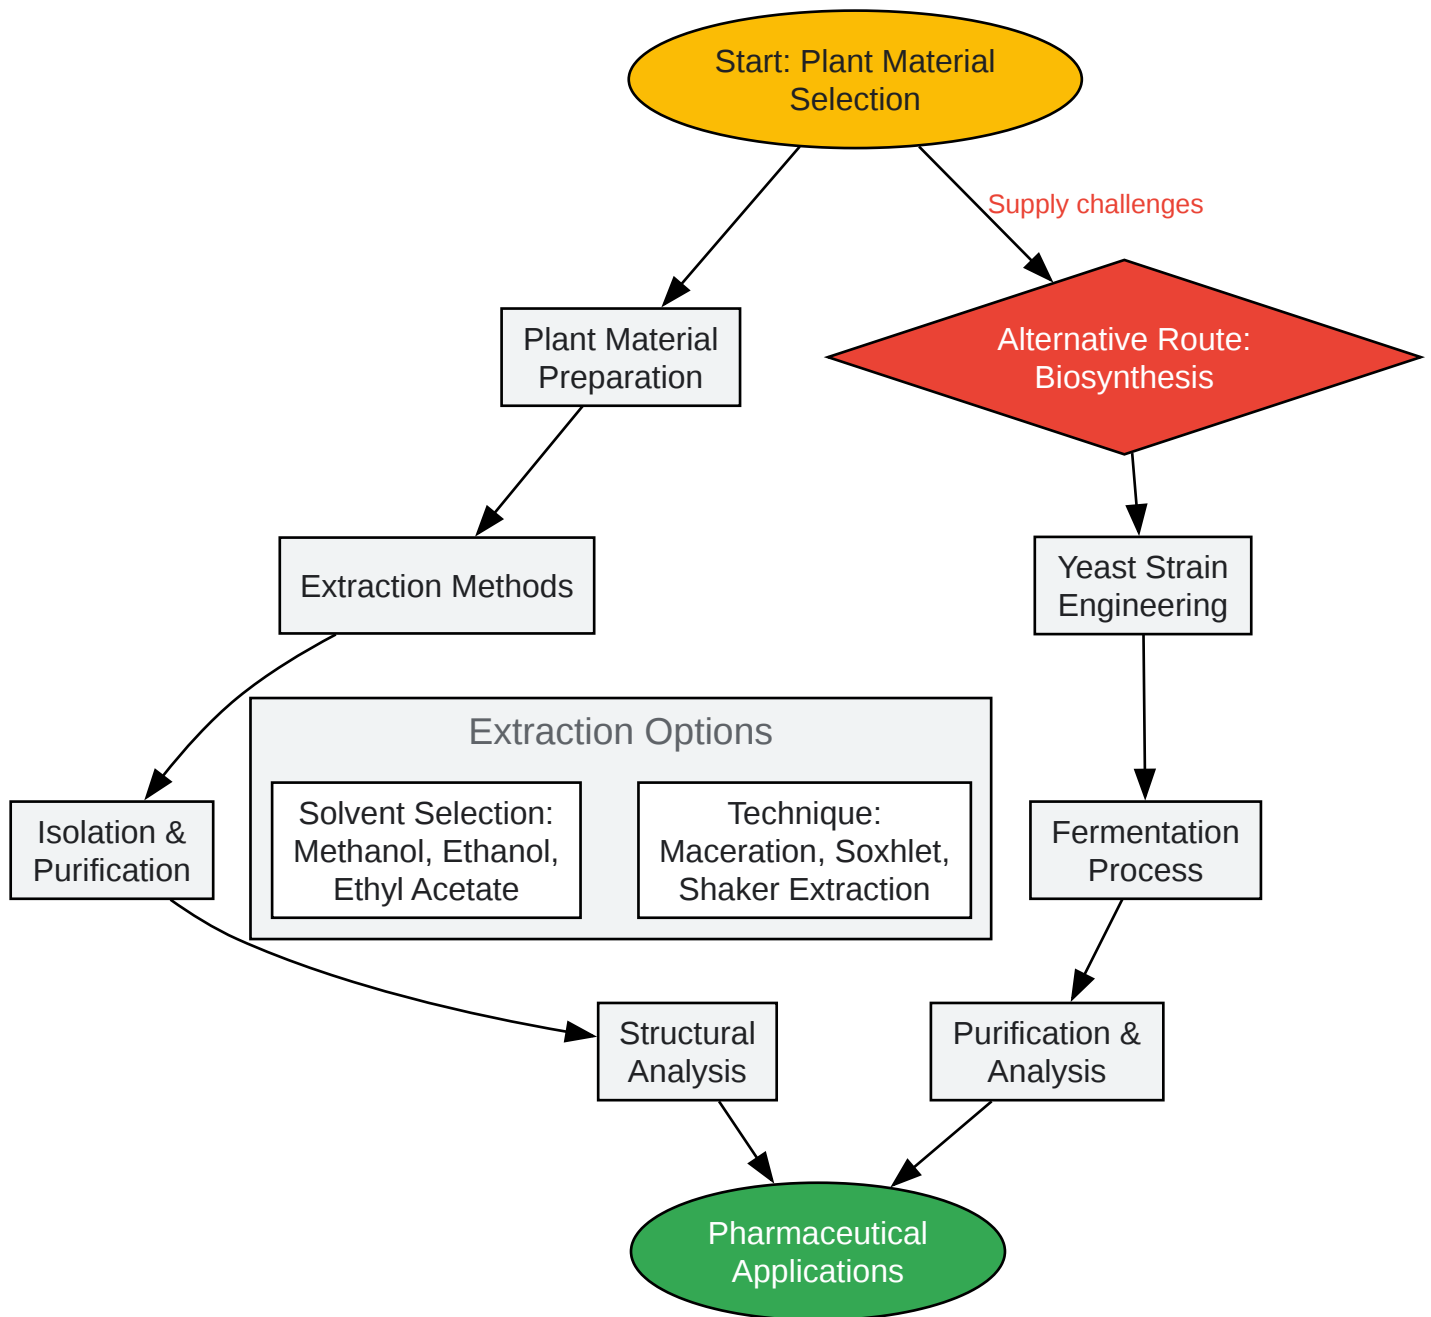 Start: Plant Material
Selection
Supply challenges
Plant Material
Preparation
Alternative Route:
Biosynthesis
Extraction Methods
Yeast Strain
Engineering
Extraction Options
Isolation &
Purification
Solvent Selection:
Methanol, Ethanol,
Ethyl Acetate
Technique:
Maceration, Soxhlet,
Shaker Extraction
Fermentation
Process
Structural
Analysis
Purification &
Analysis
Pharmaceutical
Applications